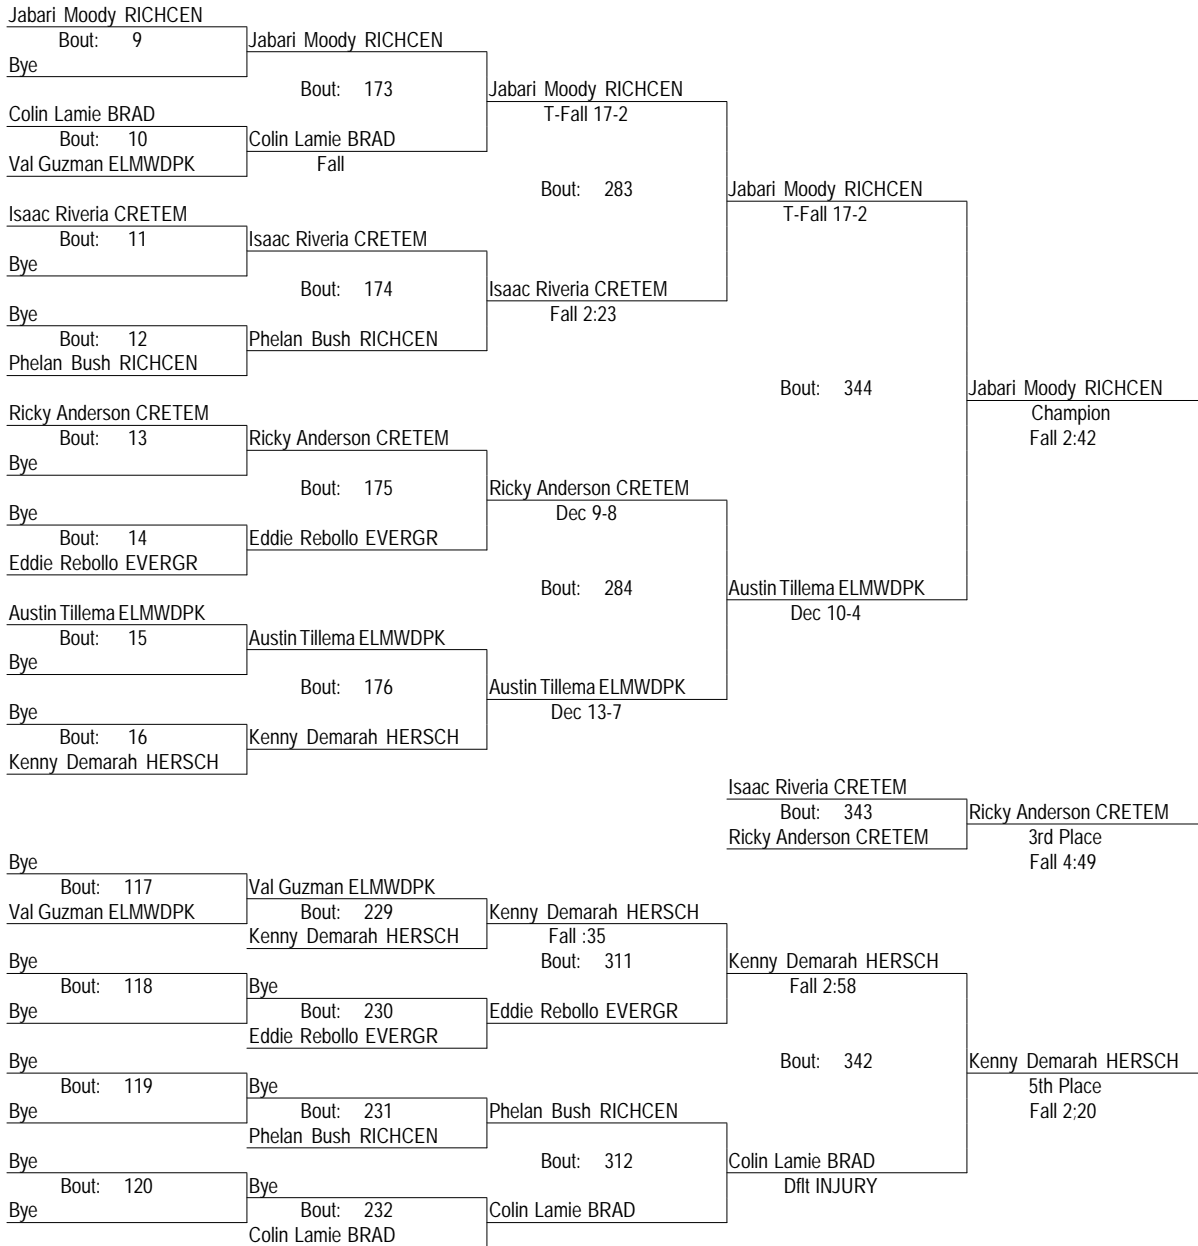 Jabari Moody RICHCEN
Bout: 9
Jabari Moody RICHCEN
Bye
Bout: 173
Jabari Moody RICHCEN
Colin Lamie BRAD
T-Fall 17-2
Bout: 10
Colin Lamie BRAD
Val Guzman ELMWDPK
Fall
Bout: 283
Jabari Moody RICHCEN
Isaac Riveria CRETEM
T-Fall 17-2
Bout: 11
Isaac Riveria CRETEM
Bye
Bout: 174
Isaac Riveria CRETEM
Bye
Fall 2:23
Bout: 12
Phelan Bush RICHCEN
Phelan Bush RICHCEN
Bout: 344
Jabari Moody RICHCEN
Ricky Anderson CRETEM
Champion
Bout: 13
Ricky Anderson CRETEM
Fall 2:42
Bye
Bout: 175
Ricky Anderson CRETEM
Bye
Dec 9-8
Bout: 14
Eddie Rebollo EVERGR
Eddie Rebollo EVERGR
Bout: 284
Austin Tillema ELMWDPK
Austin Tillema ELMWDPK
Dec 10-4
Bout: 15
Austin Tillema ELMWDPK
Bye
Bout: 176
Austin Tillema ELMWDPK
Bye
Dec 13-7
Bout: 16
Kenny Demarah HERSCH
Kenny Demarah HERSCH
Isaac Riveria CRETEM
Bout: 343
Ricky Anderson CRETEM
Ricky Anderson CRETEM
3rd Place
Fall 4:49
Bye
Bout: 117
Val Guzman ELMWDPK
Val Guzman ELMWDPK
Bout: 229
Kenny Demarah HERSCH
Kenny Demarah HERSCH
Fall :35
Bye
Bout: 311
Kenny Demarah HERSCH
Bout: 118
Bye
Fall 2:58
Bye
Bout: 230
Eddie Rebollo EVERGR
Eddie Rebollo EVERGR
Bye
Bout: 342
Kenny Demarah HERSCH
Bout: 119
Bye
5th Place
Bye
Bout: 231
Phelan Bush RICHCEN
Fall 2;20
Phelan Bush RICHCEN
Bye
Bout: 312
Colin Lamie BRAD
Bout: 120
Bye
Dflt INJURY
Bye
Bout: 232
Colin Lamie BRAD
Colin Lamie BRAD